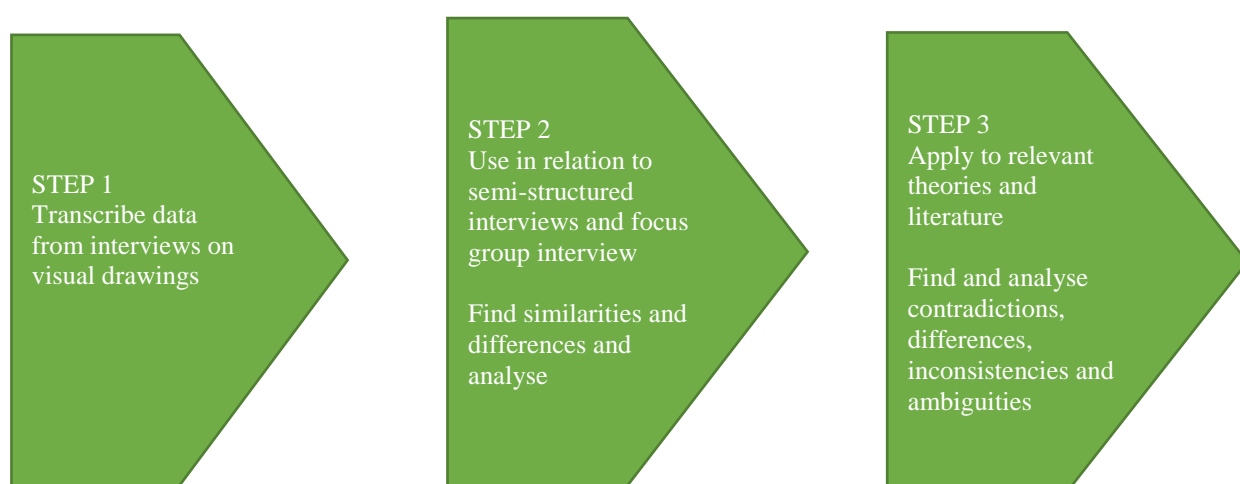 STEP 1
Transcribe data
from interviews on
visual drawings
STEP 2
Use in relation to
semi-structured
interviews and focus
group interview
Find similarities and
differences and
analyse
STEP 3
Apply to relevant
theories and
literature
Find and analyse
contradictions,
differences,
inconsistencies and
ambiguities